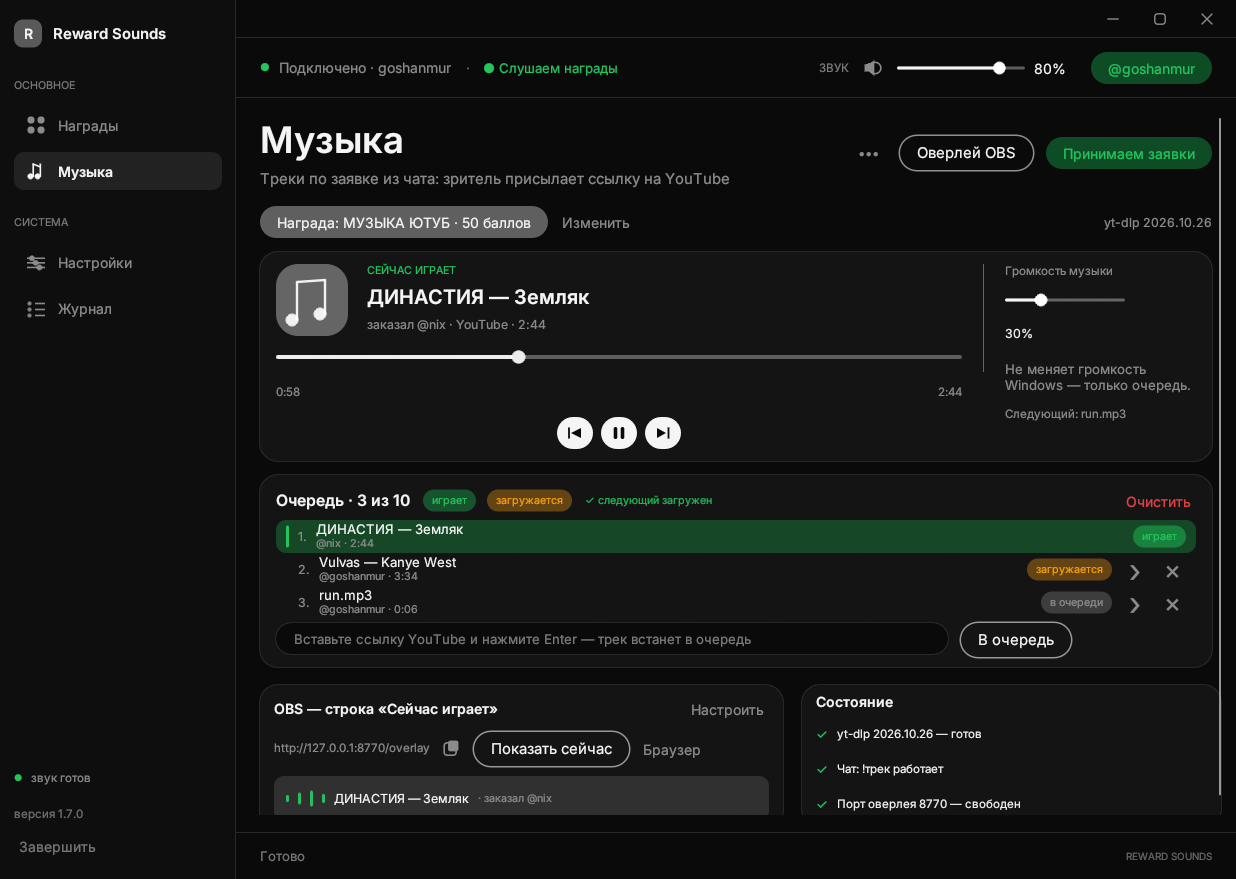 R Reward Sounds
ОСНОВНОЕ
Награды
Музыка
СИСТЕМА
Настройки
Журнал
звук готов
версия 1.7.0
Завершить
Подключено · goshanmur · Слушаем награды
ЗВУК 80% @goshanmur
Музыка
Треки по заявке из чата: зритель присылает ссылку на YouTube
••• Оверлей OBS Принимаем заявки
Награда: МУЗЫКА ЮТУБ · 50 баллов Изменить yt-dlp 2026.10.26
СЕЙЧАС ИГРАЕТ
ДИНАСТИЯ — Земляк
заказал @nix · YouTube · 2:44
0:58 2:44
Громкость музыки
30%
Не меняет громкость
Windows — только очередь.
Следующий: run.mp3
Очередь · 3 из 10 играет загружается ✓ следующий загружен Очистить
1. ДИНАСТИЯ — Земляк
@nix · 2:44
играет
2. Vulvas — Kanye West
@goshanmur · 3:34
загружается
3. run.mp3
@goshanmur · 0:06
в очереди
Вставьте ссылку YouTube и нажмите Enter — трек встанет в очередь В очередь
OBS — строка «Сейчас играет» Настроить
http://127.0.0.1:8770/overlay Показать сейчас Браузер
ДИНАСТИЯ — Земляк · заказал @nix
Состояние
✓ yt-dlp 2026.10.26 — готов
✓ Чат: !трек работает
✓ Порт оверлея 8770 — свободен
Готово REWARD SOUNDS